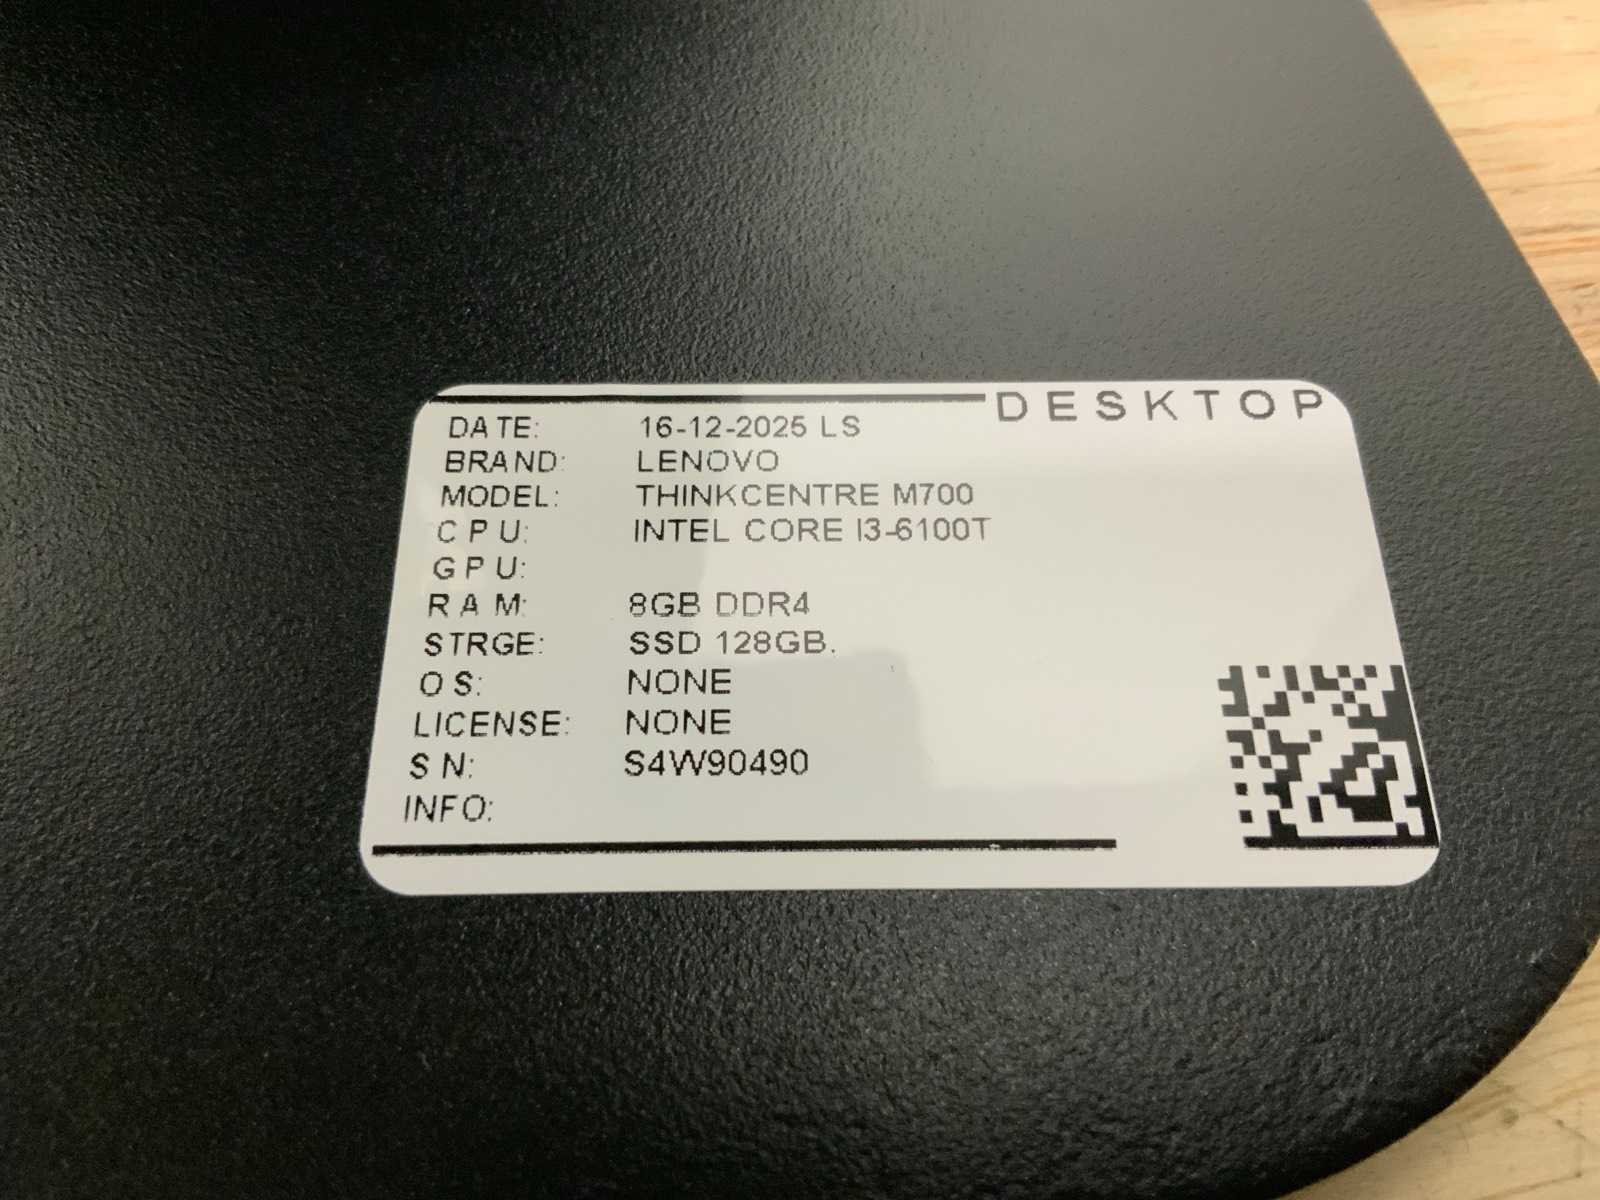 DESKTOP
DATE: 16-12-2025 LS
BRAND: LENOVO
MODEL: THINKCENTRE M700
CPU: INTEL CORE I3-6100T
GPU:
RAM: 8GB DDR4
STRGE: SSD 128GB.
OS: NONE
LICENSE: NONE
SN: S4W90490
INFO: